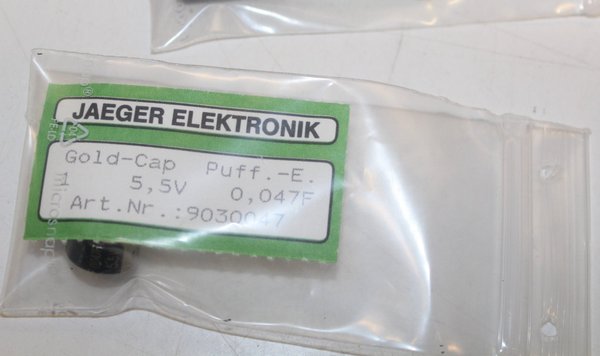 JAEGER ELEKTRONIK
Gold-Cap Puff.-E.
5,5V 0,047F
Art.Nr.:9030047